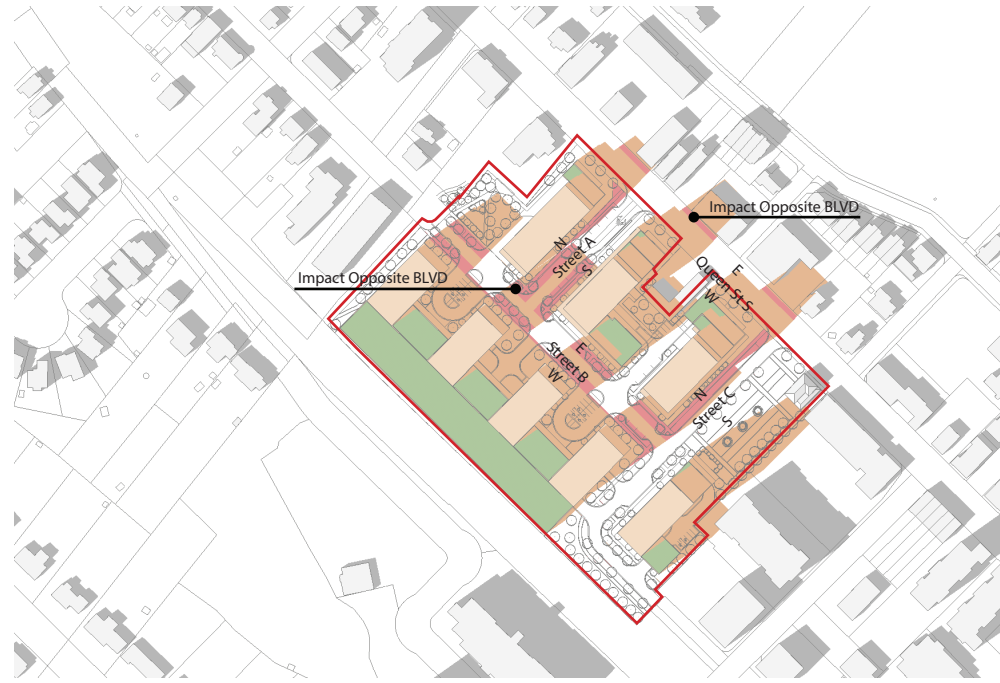 Impact Opposite BLVD
E
Queen St S
W
N
Street A
S
Impact Opposite BLVD
E
Street B
W
N
Street C
S